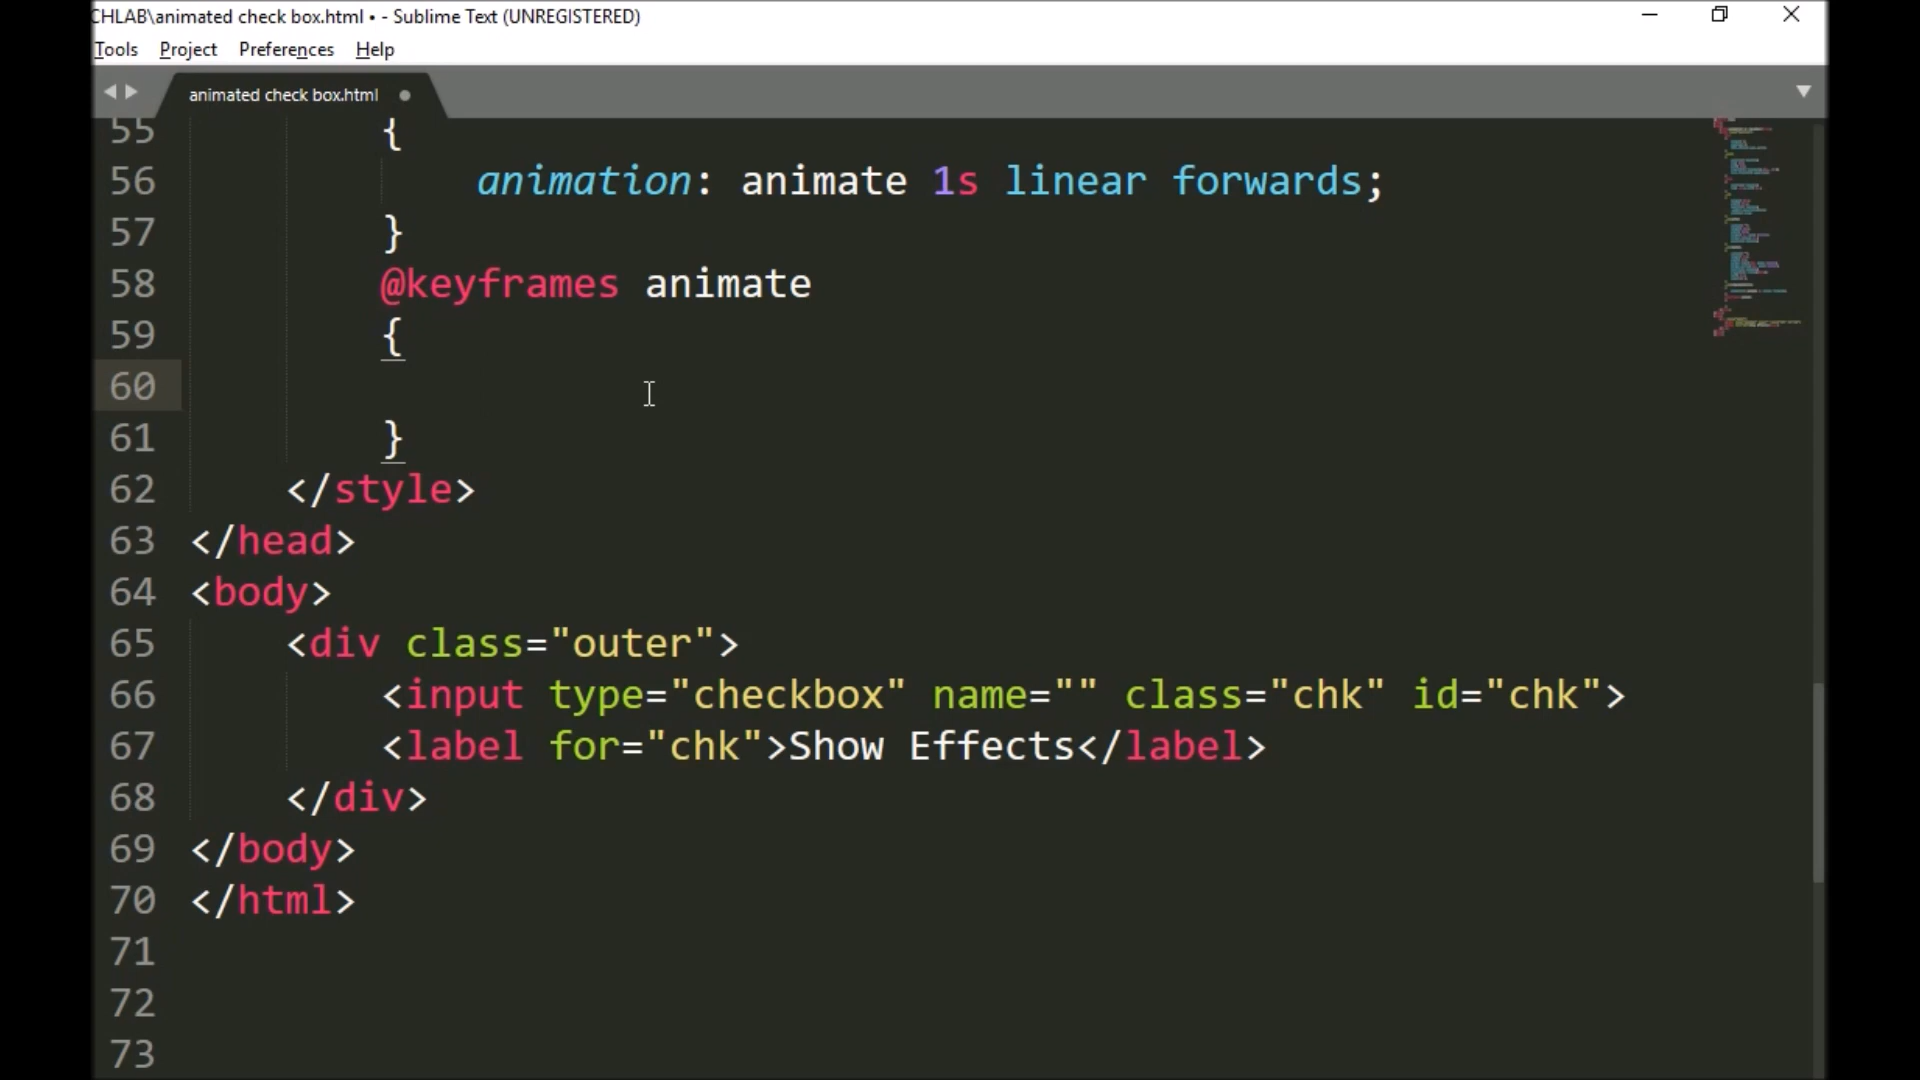 CHLAB\animated check box.html • - Sublime Text (UNREGISTERED)
Tools Project Preferences Help
animated check box.html
55 {
56 animation: animate 1s linear forwards;
57 }
58 @keyframes animate
59 {
60
61 }
62 </style>
63 </head>
64 <body>
65 <div class="outer">
66 <input type="checkbox" name="" class="chk" id="chk">
67 <label for="chk">Show Effects</label>
68 </div>
69 </body>
70 </html>
71
72
73